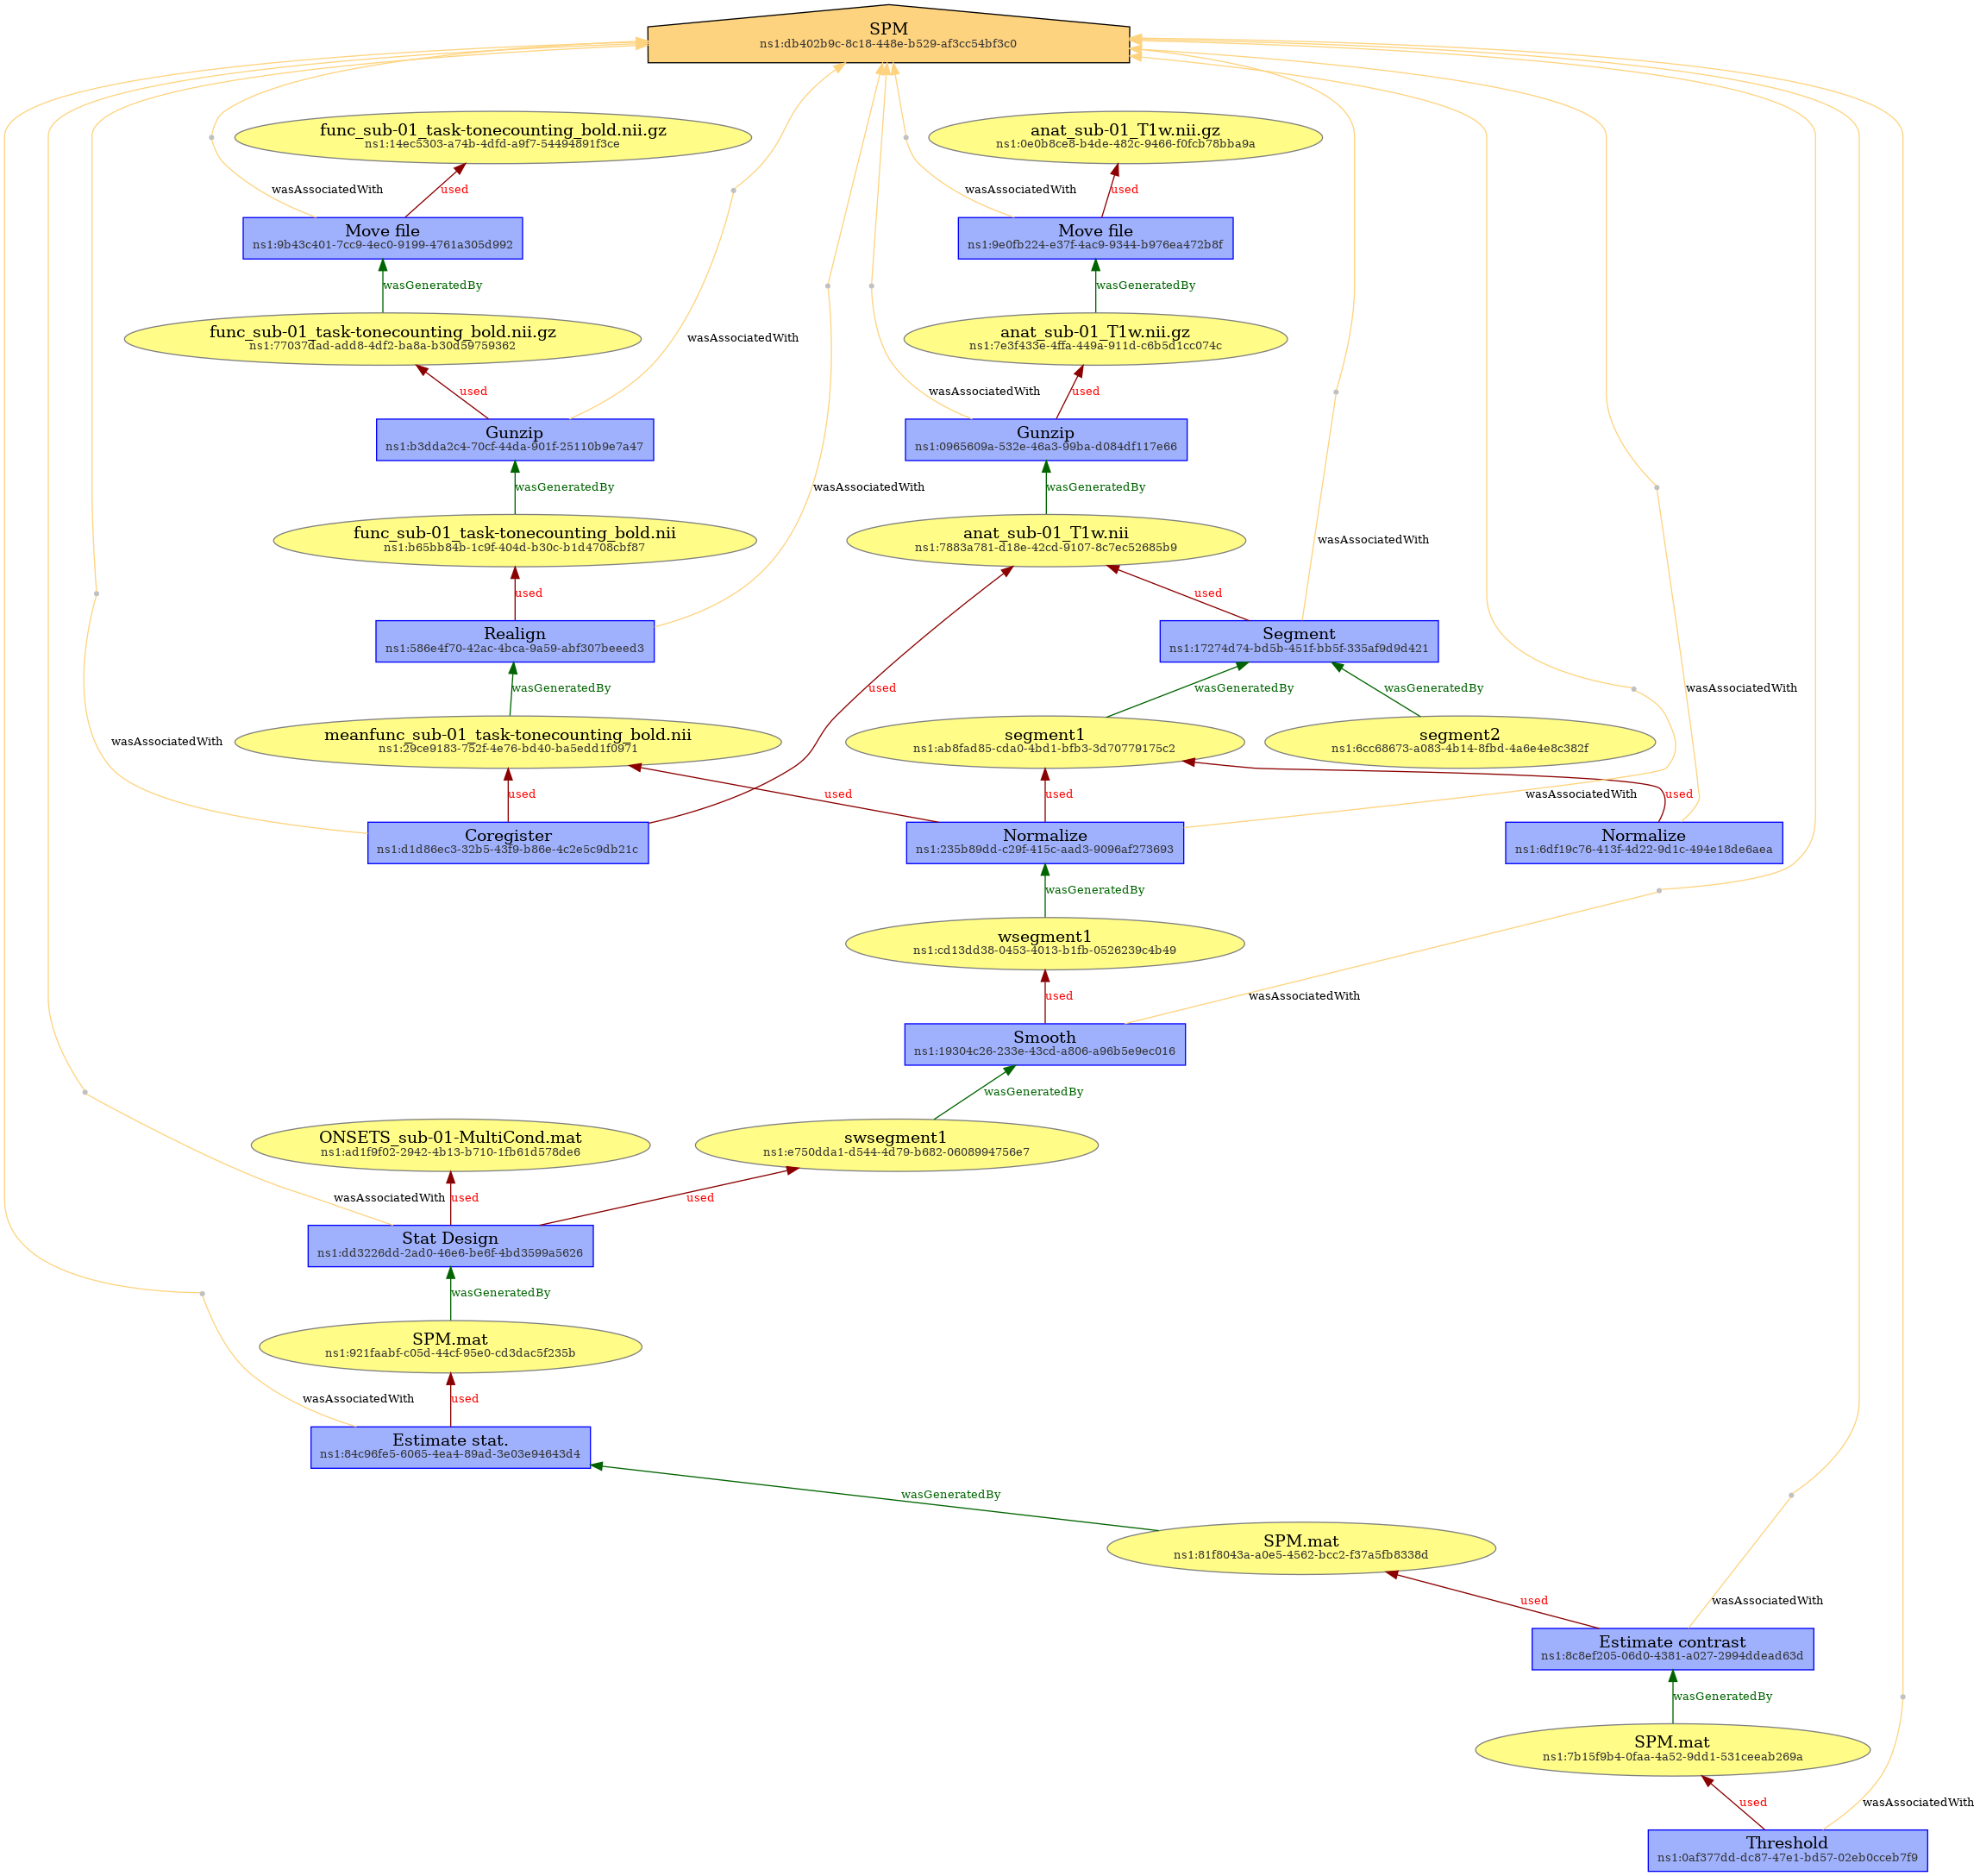 SPM
ns1:db402b9c-8c18-448e-b529-af3cc54bf3c0
func_sub-01_task-tonecounting_bold.nii.gz
ns1:14ec5303-a74b-4dfd-a9f7-54494891f3ce
anat_sub-01_T1w.nii.gz
ns1:0e0b8ce8-b4de-482c-9466-f0fcb78bba9a
wasAssociatedWith
used
wasAssociatedWith
used
Move file
ns1:9b43c401-7cc9-4ec0-9199-4761a305d992
Move file
ns1:9e0fb224-e37f-4ac9-9344-b976ea472b8f
wasGeneratedBy
wasGeneratedBy
func_sub-01_task-tonecounting_bold.nii.gz
ns1:77037dad-add8-4df2-ba8a-b30d59759362
wasAssociatedWith
anat_sub-01_T1w.nii.gz
ns1:7e3f433e-4ffa-449a-911d-c6b5d1cc074c
used
wasAssociatedWith
used
Gunzip
ns1:b3dda2c4-70cf-44da-901f-25110b9e7a47
Gunzip
ns1:0965609a-532e-46a3-99ba-d084df117e66
wasGeneratedBy
wasAssociatedWith
wasGeneratedBy
func_sub-01_task-tonecounting_bold.nii
ns1:b65bb84b-1c9f-404d-b30c-b1d4708cbf87
anat_sub-01_T1w.nii
ns1:7883a781-d18e-42cd-9107-8c7ec52685b9
wasAssociatedWith
used
used
Realign
ns1:586e4f70-42ac-4bca-9a59-abf307beeed3
Segment
ns1:17274d74-bd5b-451f-bb5f-335af9d9d421
wasGeneratedBy
used
wasGeneratedBy
wasGeneratedBy
wasAssociatedWith
meanfunc_sub-01_task-tonecounting_bold.nii
ns1:29ce9183-752f-4e76-bd40-ba5edd1f0971
segment1
ns1:ab8fad85-cda0-4bd1-bfb3-3d70779175c2
segment2
ns1:6cc68673-a083-4b14-8fbd-4a6e4e8c382f
wasAssociatedWith
used
used
used
wasAssociatedWith
used
Coregister
ns1:d1d86ec3-32b5-43f9-b86e-4c2e5c9db21c
Normalize
ns1:235b89dd-c29f-415c-aad3-9096af273693
Normalize
ns1:6df19c76-413f-4d22-9d1c-494e18de6aea
wasGeneratedBy
wsegment1
ns1:cd13dd38-0453-4013-b1fb-0526239c4b49
used
wasAssociatedWith
Smooth
ns1:19304c26-233e-43cd-a806-a96b5e9ec016
wasGeneratedBy
ONSETS_sub-01-MultiCond.mat
ns1:ad1f9f02-2942-4b13-b710-1fb61d578de6
swsegment1
ns1:e750dda1-d544-4d79-b682-0608994756e7
wasAssociatedWith
used
used
Stat Design
ns1:dd3226dd-2ad0-46e6-be6f-4bd3599a5626
wasGeneratedBy
SPM.mat
ns1:921faabf-c05d-44cf-95e0-cd3dac5f235b
wasAssociatedWith
used
Estimate stat.
ns1:84c96fe5-6065-4ea4-89ad-3e03e94643d4
wasGeneratedBy
SPM.mat
ns1:81f8043a-a0e5-4562-bcc2-f37a5fb8338d
used
wasAssociatedWith
Estimate contrast
ns1:8c8ef205-06d0-4381-a027-2994ddead63d
wasGeneratedBy
SPM.mat
ns1:7b15f9b4-0faa-4a52-9dd1-531ceeab269a
used
wasAssociatedWith
Threshold
ns1:0af377dd-dc87-47e1-bd57-02eb0cceb7f9